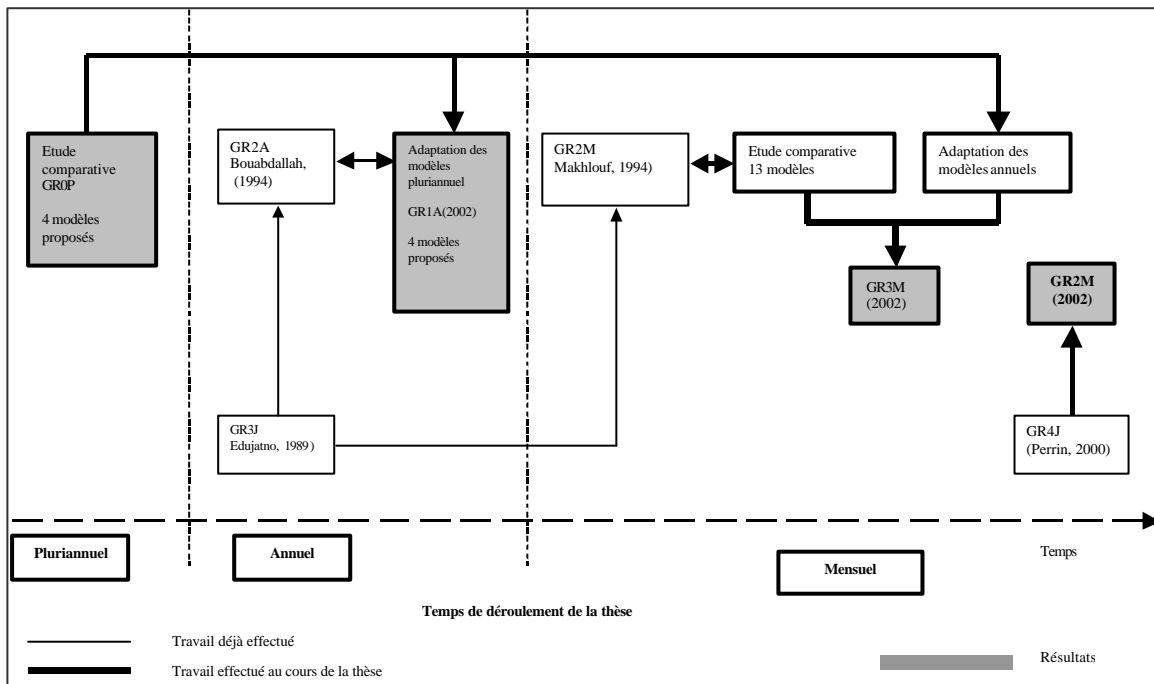 Etude
comparative
GR0P
4 modèles
proposés
GR2A
Bouabdallah,
(1994)
Adaptation des
modèles
pluriannuel
GR1A(2002)
4 modèles
proposés
GR2M
Makhlouf, 1994)
Etude comparative
13 modèles
Adaptation des
modèles annuels
GR3M
(2002)
GR2M
(2002)
GR3J
Edujatno, 1989)
GR4J
(Perrin, 2000)
Pluriannuel
Annuel
Mensuel
Temps
Temps de déroulement de la thèse
Travail déjà effectué
Travail effectué au cours de la thèse
Résultats